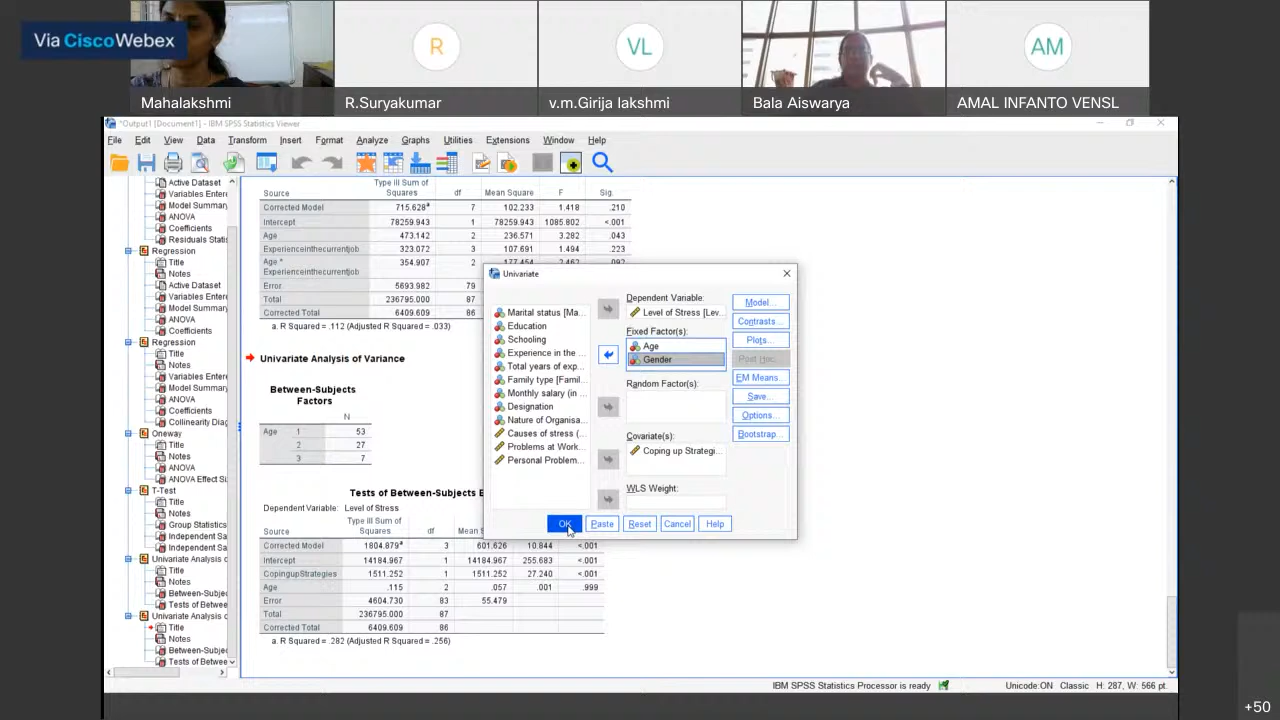 Via CiscoWebex
R
VL
AM
Mahalakshmi
R.Suryakumar
v.m.Girija lakshmi
Bala Aiswarya
AMAL INFANTO VENSL
*Output1 [Document1] - IBM SPSS Statistics Viewer
File Edit View Data Transform Insert Format Analyze Graphs Utilities Extensions Window Help
Active Dataset
Variables Enter
Model Summar
ANOVA
Coefficients
Residuals Stati
Regression
Title
Notes
Active Dataset
Variables Enter
Model Summar
ANOVA
Coefficients
Regression
Title
Notes
Variables Enter
Model Summar
ANOVA
Coefficients
Collinearity Diag
Oneway
Title
Notes
ANOVA
ANOVA Effect Si
T-Test
Title
Notes
Group Statistics
Independent Sa
Independent Sa
Univariate Analysis o
Title
Notes
Between-Subje
Tests of Betwee
Univariate Analysis o
Title
Notes
Between-Subje
Tests of Betwee
Source Type III Sum of Squares df Mean Square F Sig.
Corrected Model 715.628a 7 102.233 1.418 .210
Intercept 78259.943 1 78259.943 1085.802 <.001
Age 473.142 2 236.571 3.282 .043
Experienceinthecurrentjob 323.072 3 107.691 1.494 .223
Age * Experienceinthecurrentjob 354.907 2 177.454 2.462 .092
Error 5693.982 79
Total 236795.000 87
Corrected Total 6409.609 86
a. R Squared = .112 (Adjusted R Squared = .033)
Univariate Analysis of Variance
Between-Subjects
Factors
N
Age 1 53
2 27
3 7
Tests of Between-Subjects E
Dependent Variable: Level of Stress
Source Type III Sum of Squares df Mean S
Corrected Model 1804.879a 3 601.626 10.844 <.001
Intercept 14184.967 1 14184.967 255.683 <.001
CopingupStrategies 1511.252 1 1511.252 27.240 <.001
Age .115 2 .057 .001 .999
Error 4604.730 83 55.479
Total 236795.000 87
Corrected Total 6409.609 86
a. R Squared = .282 (Adjusted R Squared = .256)
Univariate
Marital status [Ma...
Education
Schooling
Experience in the ...
Total years of exp...
Family type [Famil...
Monthly salary (in ...
Designation
Nature of Organisa...
Causes of stress (...
Problems at Work...
Personal Problem...
Dependent Variable:
Level of Stress [Lev...
Fixed Factor(s):
Age
Gender
Random Factor(s):
Covariate(s):
Coping up Strategi...
WLS Weight:
Model...
Contrasts...
Plots...
Post Hoc...
EM Means...
Save...
Options...
Bootstrap...
OK Paste Reset Cancel Help
IBM SPSS Statistics Processor is ready
Unicode:ON Classic H: 287, W: 566 pt.
+50